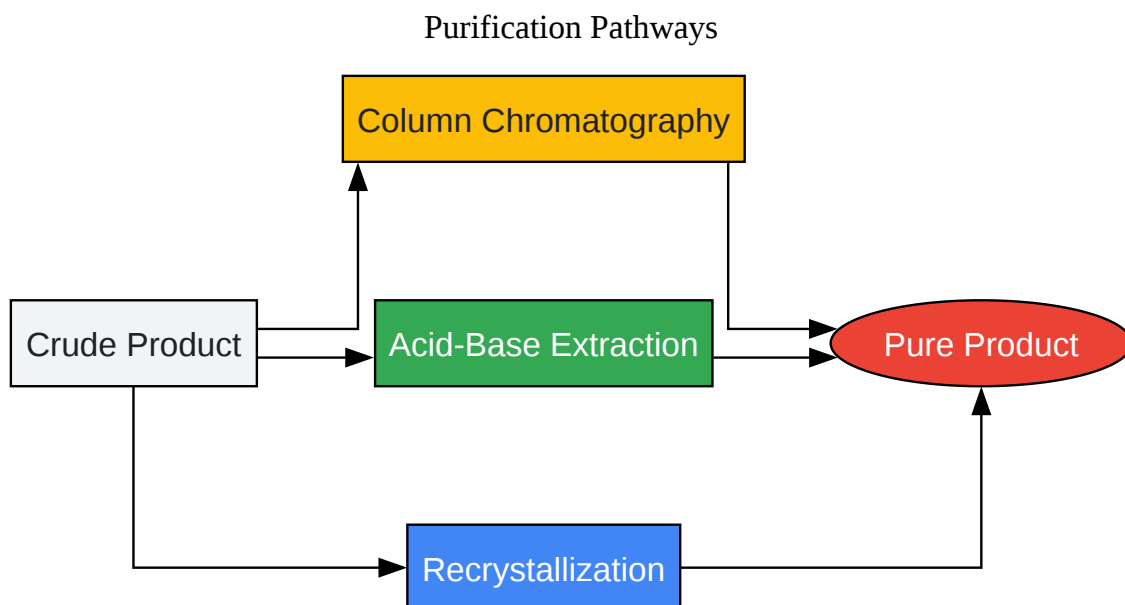 Purification Pathways
Column Chromatography
Crude Product
Acid-Base Extraction
Pure Product
Recrystallization